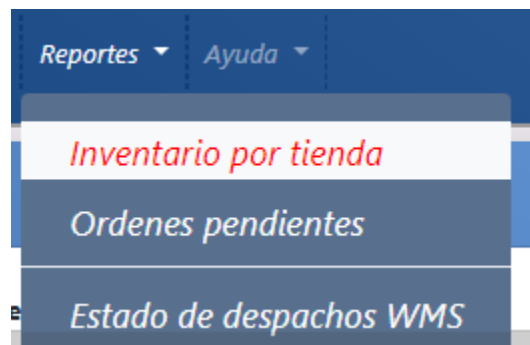 Reportes Ayuda
Inventario por tienda
Ordenes pendientes
Estado de despachos WMS